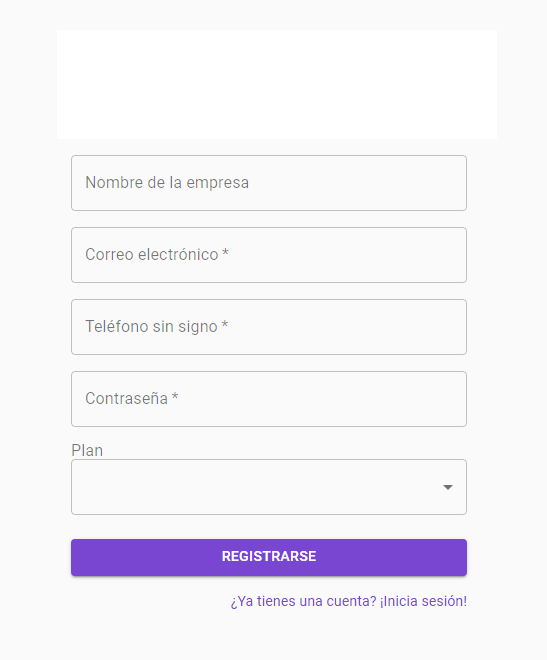 Nombre de la empresa
Correo electrónico *
Teléfono sin signo *
Contraseña *
Plan
REGISTRARSE
¿Ya tienes una cuenta? ¡Inicia sesión!